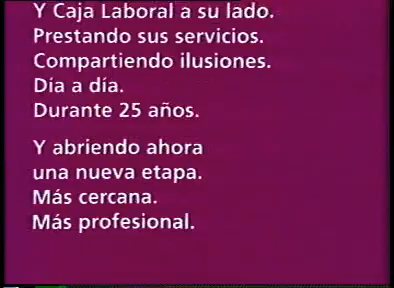 Y Caja Laboral a su lado.
Prestando sus servicios.
Compartiendo ilusiones.
Día a día.
Durante 25 años.
Y abriendo ahora
una nueva etapa.
Más cercana.
Más profesional.